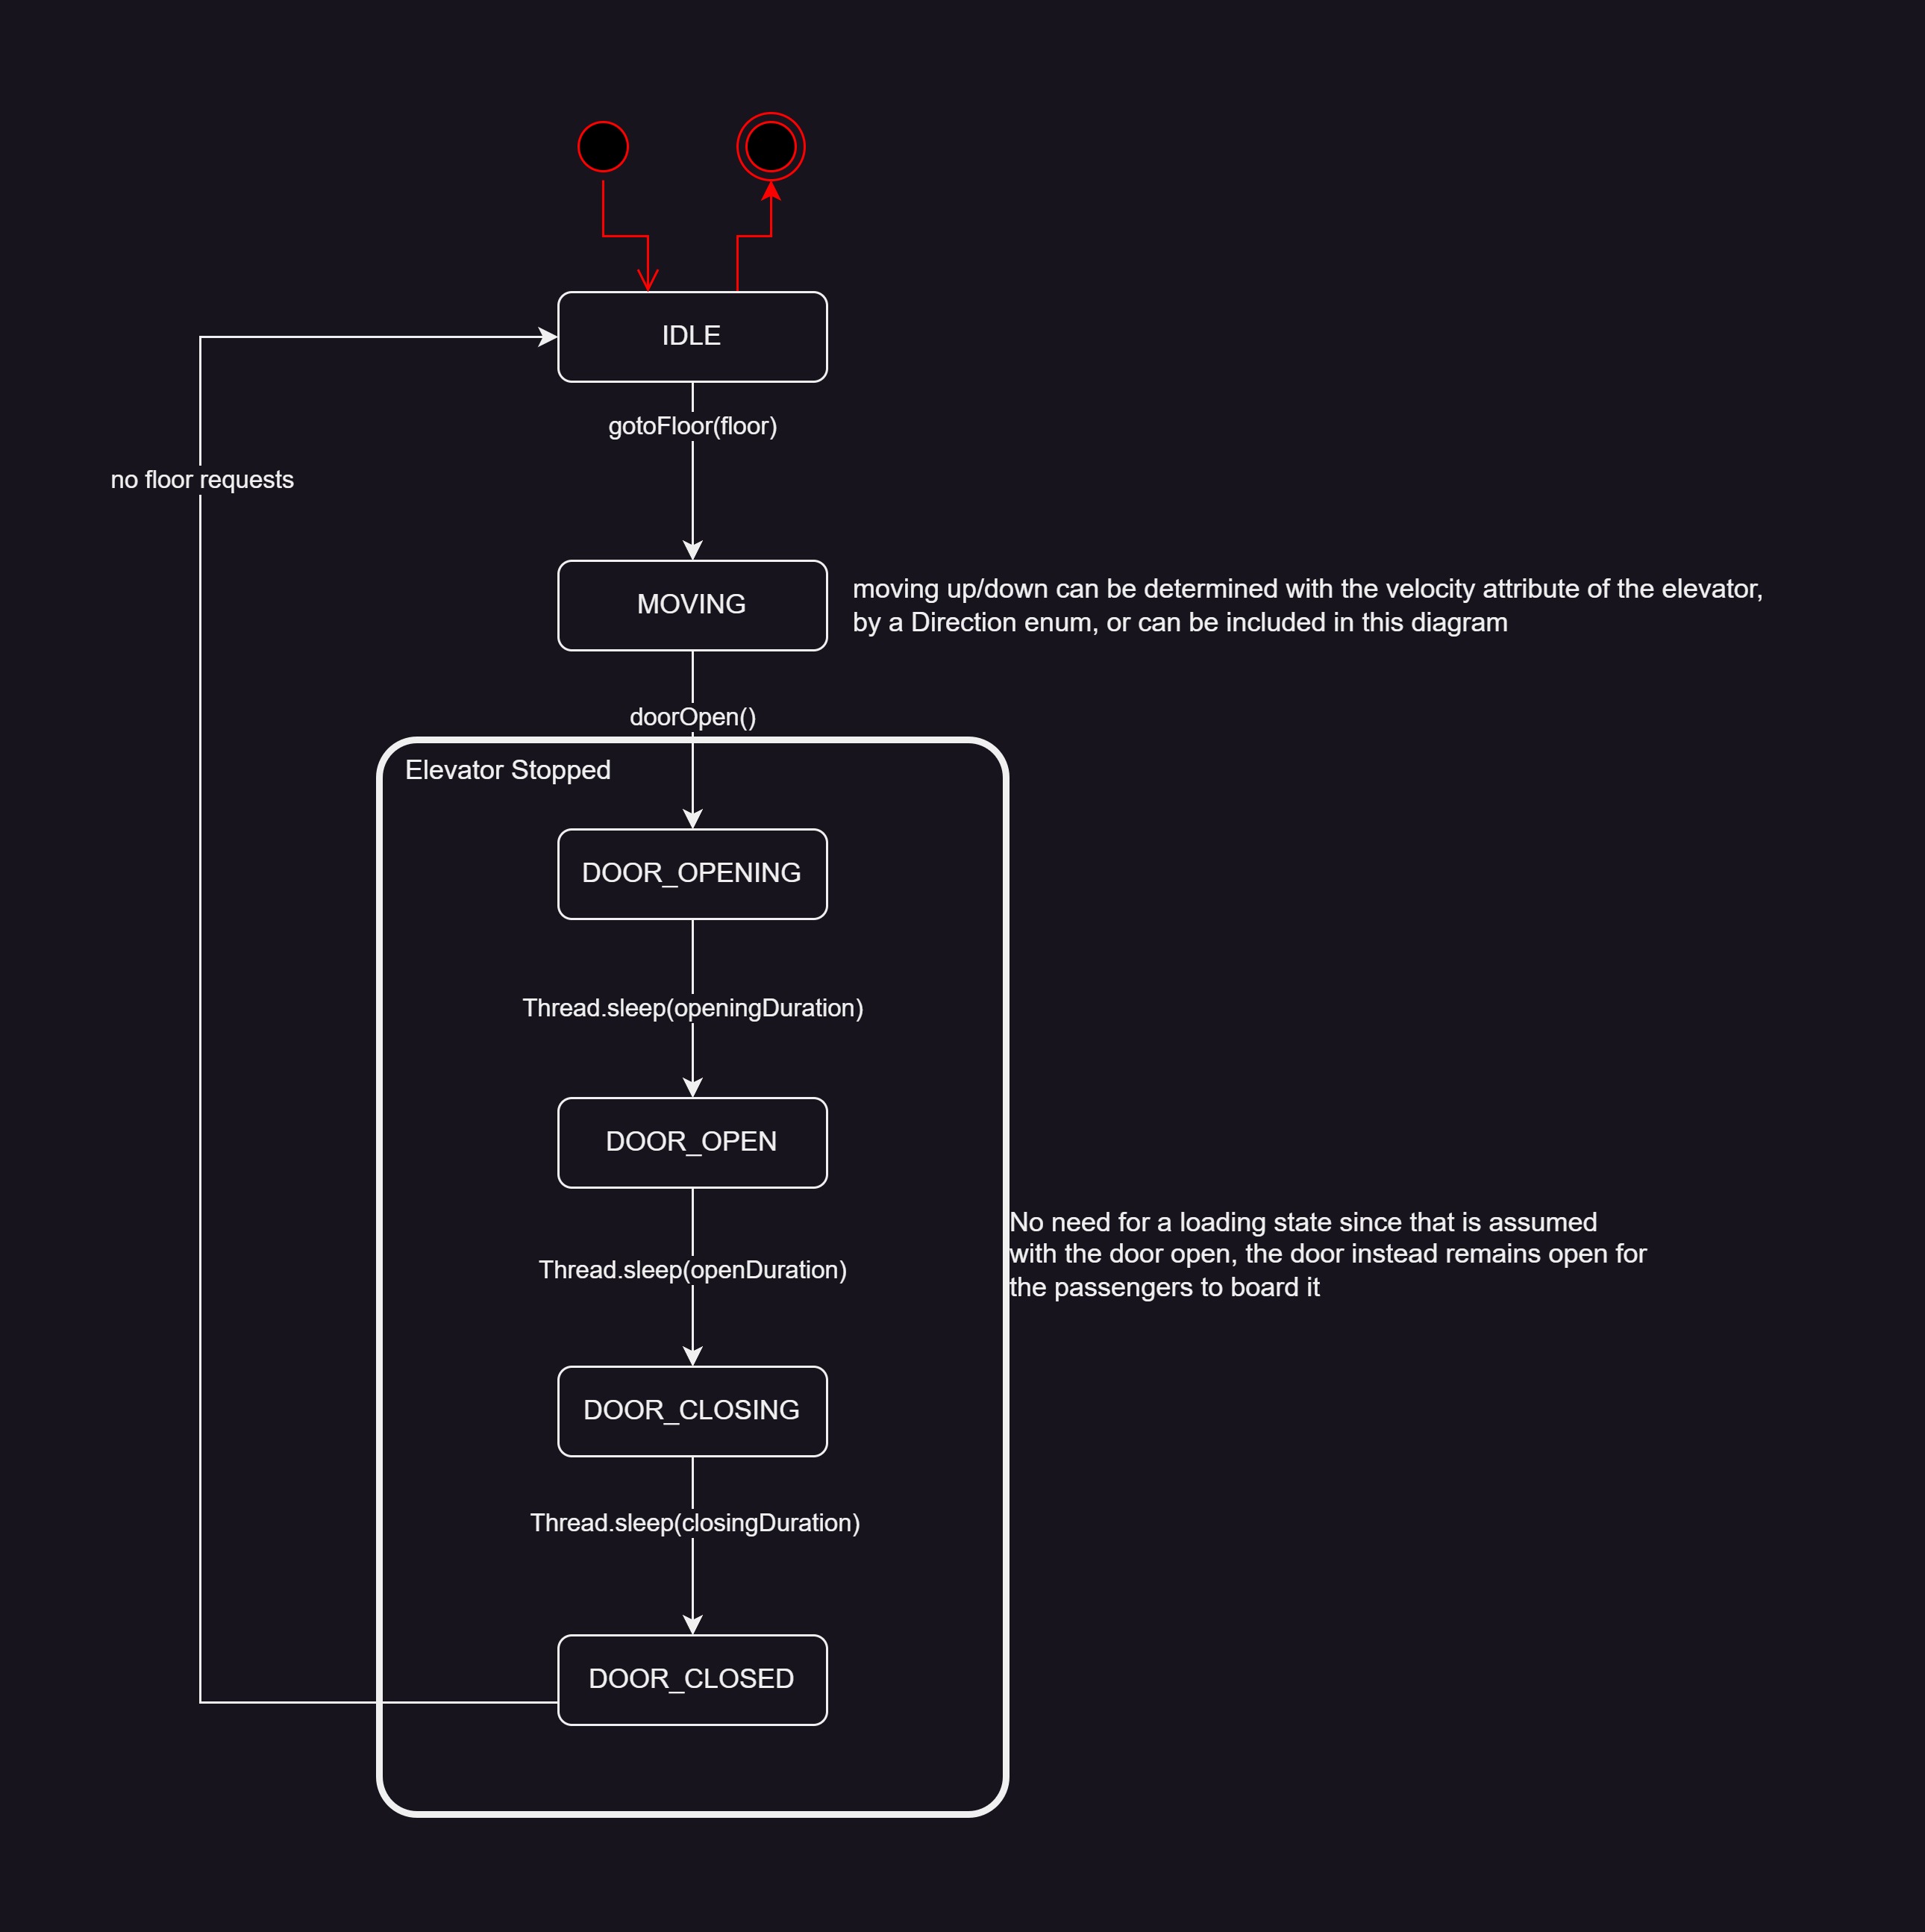 IDLE
gotoFloor(floor)
no floor requests
MOVING
moving up/down can be determined with the velocity attribute of the elevator,
by a Direction enum, or can be included in this diagram
doorOpen()
Elevator Stopped
DOOR_OPENING
Thread.sleep(openingDuration)
DOOR_OPEN
No need for a loading state since that is assumed
with the door open, the door instead remains open for
the passengers to board it
Thread.sleep(openDuration)
DOOR_CLOSING
Thread.sleep(closingDuration)
DOOR_CLOSED